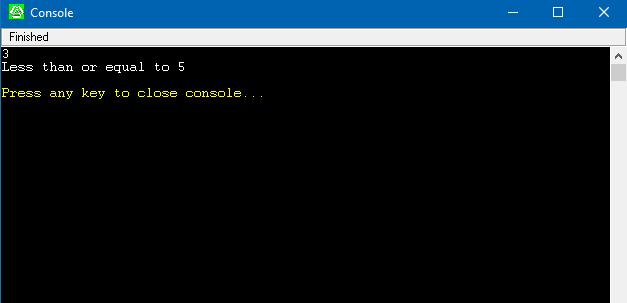 Console
Finished
3
Less than or equal to 5
Press any key to close console...